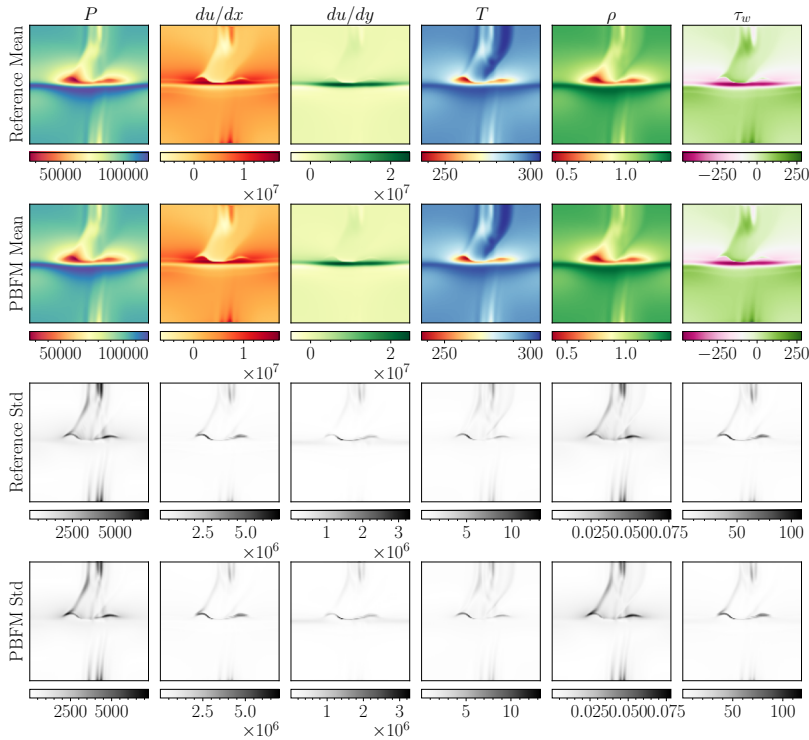 P du/dx du/dy T ρ τ_w
Reference Mean
50000 100000 0 1 0 2 250 300 0.5 1.0 −250 0 250
×10^7 ×10^7
PBFM Mean
50000 100000 0 1 0 2 250 300 0.5 1.0 −250 0 250
×10^7 ×10^7
Reference Std
2500 5000 2.5 5.0 1 2 3 5 10 0.0250.0500.075 50 100
×10^6 ×10^6
PBFM Std
2500 5000 2.5 5.0 0 1 2 3 5 10 0.0250.0500.075 50 100
×10^6 ×10^6